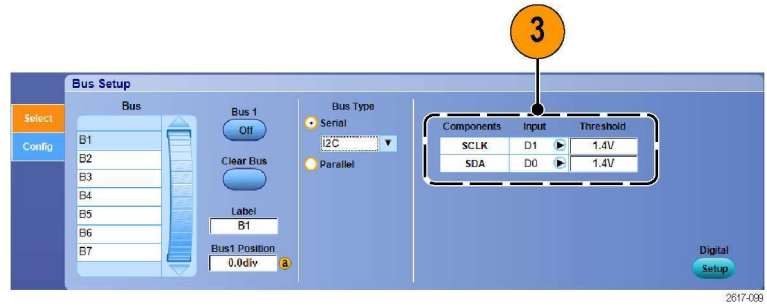 3
Bus Setup
Select
Config
Bus
B1
B2
B3
B4
B5
B6
B7
Bus 1
Off
Clear Bus
Label
B1
Bus1 Position
0.0div a
Bus Type
Serial
I2C
Parallel
Components Input Threshold
SCLK D1 1.4V
SDA D0 1.4V
Digital
Setup
2617-099